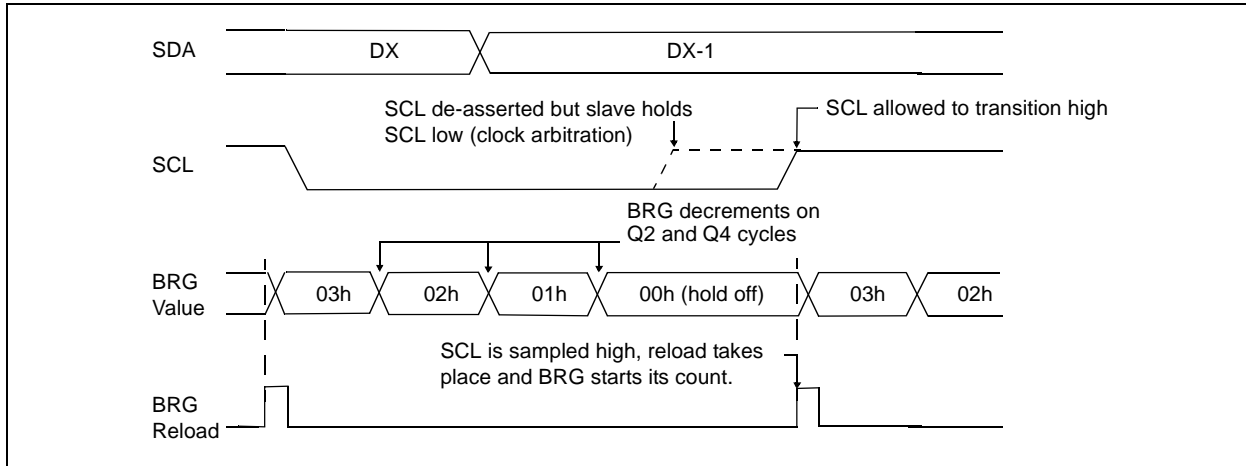 SDA
DX
DX-1
SCL de-asserted but slave holds
SCL low (clock arbitration)
SCL allowed to transition high
SCL
BRG decrements on
Q2 and Q4 cycles
BRG
Value
03h
02h
01h
00h (hold off)
03h
02h
SCL is sampled high, reload takes
place and BRG starts its count.
BRG
Reload